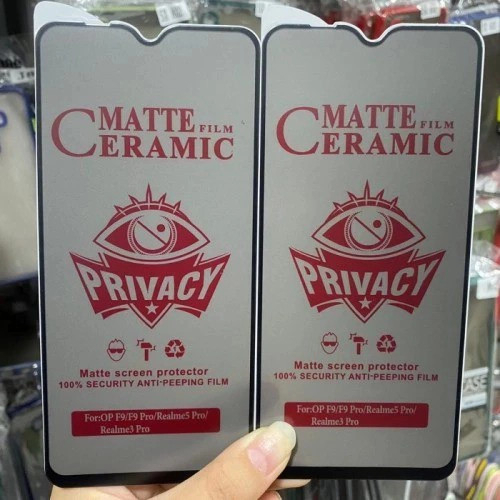 MATTE FILM
CERAMIC
PRIVACY
Matte screen protector
100% SECURITY ANTI-PEEPING FILM
For:OP F9/F9 Pro/Realme5 Pro/
Realme3 Pro
MATTE FILM
CERAMIC
PRIVACY
Matte screen protector
100% SECURITY ANTI-PEEPING FILM
For:OP F9/F9 Pro/Realme5 Pro/
Realme3 Pro